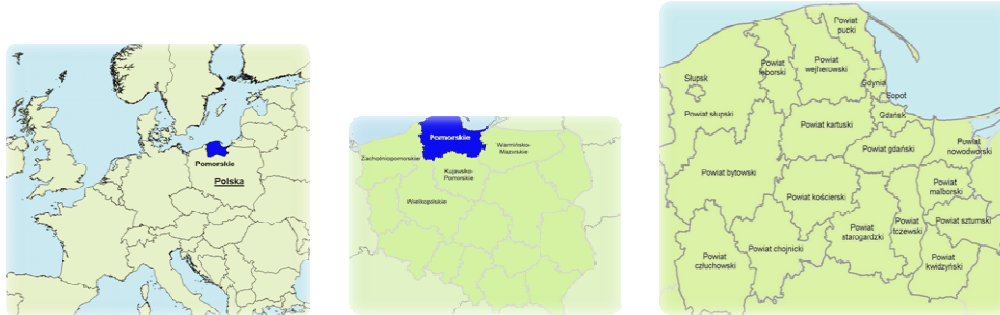 Pomorskie
Polska
Pomorskie
Zachodniopomorskie
Warmińsko-
Mazurskie
Kujawsko-
Pomorskie
Wielkopolskie
Powiat
pucki
Powiat
lęborski
Powiat
wejherowski
Słupsk
Gdynia
Sopot
Powiat słupski
Gdańsk
Powiat kartuski
Powiat gdański
Powiat
nowodworski
Powiat bytowski
Powiat
malborski
Powiat kościerski
Powiat
starogardzki
Powiat
tczewski
Powiat sztumski
Powiat chojnicki
Powiat
człuchowski
Powiat
kwidzyński